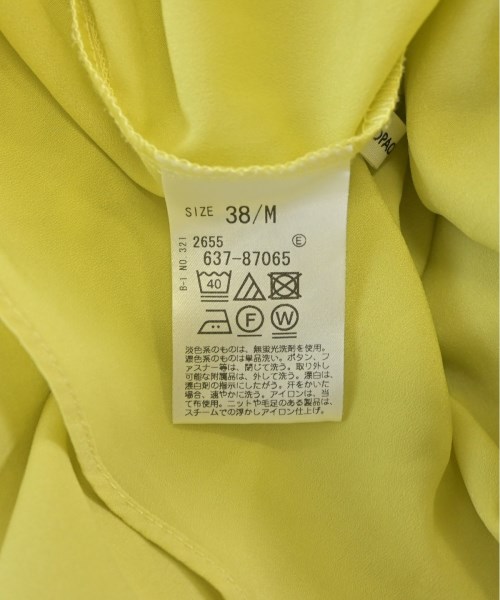 SIZE 38/M
B-1 NO.321
2655 E
637-87065
40
F W
淡色系のものは、無蛍光洗剤を使用。
濃色系のものは単品洗い。ボタン、フ
ァスナー等は、閉じて洗う。取り外し
可能な附属品は、外して洗う。漂白は、
漂白剤の指示にしたがう。汗をかいた
場合、速やかに洗う。アイロンは、当
て布使用。ニットや毛足のある製品は、
スチームでの浮かしアイロン仕上げ。